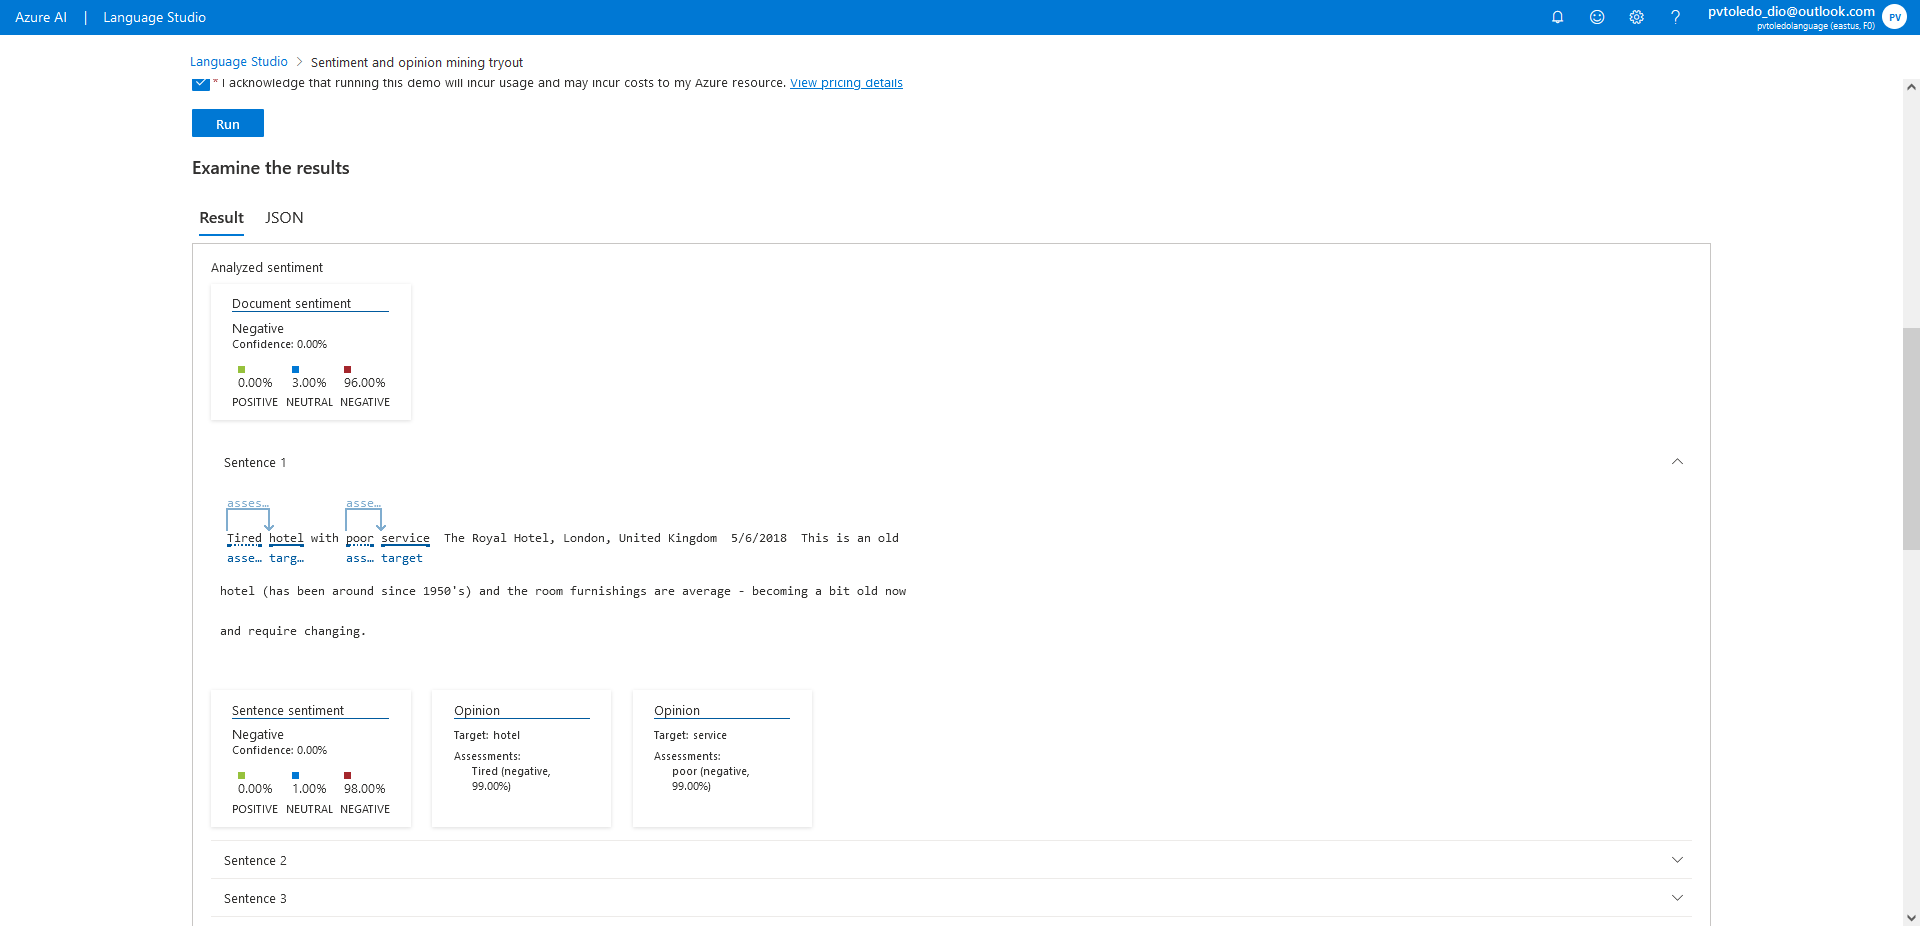 Azure AI | Language Studio
pvtoledo_dio@outlook.com
pvtoledolanguage (eastus, F0)
PV
Language Studio > Sentiment and opinion mining tryout
* I acknowledge that running this demo will incur usage and may incur costs to my Azure resource. View pricing details
Run
Examine the results
Result JSON
Analyzed sentiment
Document sentiment
Negative
Confidence: 0.00%
0.00% 3.00% 96.00%
POSITIVE NEUTRAL NEGATIVE
Sentence 1
asses... asse...
Tired hotel with poor service The Royal Hotel, London, United Kingdom 5/6/2018 This is an old
asse... targ... ass... target
hotel (has been around since 1950's) and the room furnishings are average - becoming a bit old now
and require changing.
Sentence sentiment
Negative
Confidence: 0.00%
0.00% 1.00% 98.00%
POSITIVE NEUTRAL NEGATIVE
Opinion
Target: hotel
Assessments:
Tired (negative,
99.00%)
Opinion
Target: service
Assessments:
poor (negative,
99.00%)
Sentence 2
Sentence 3